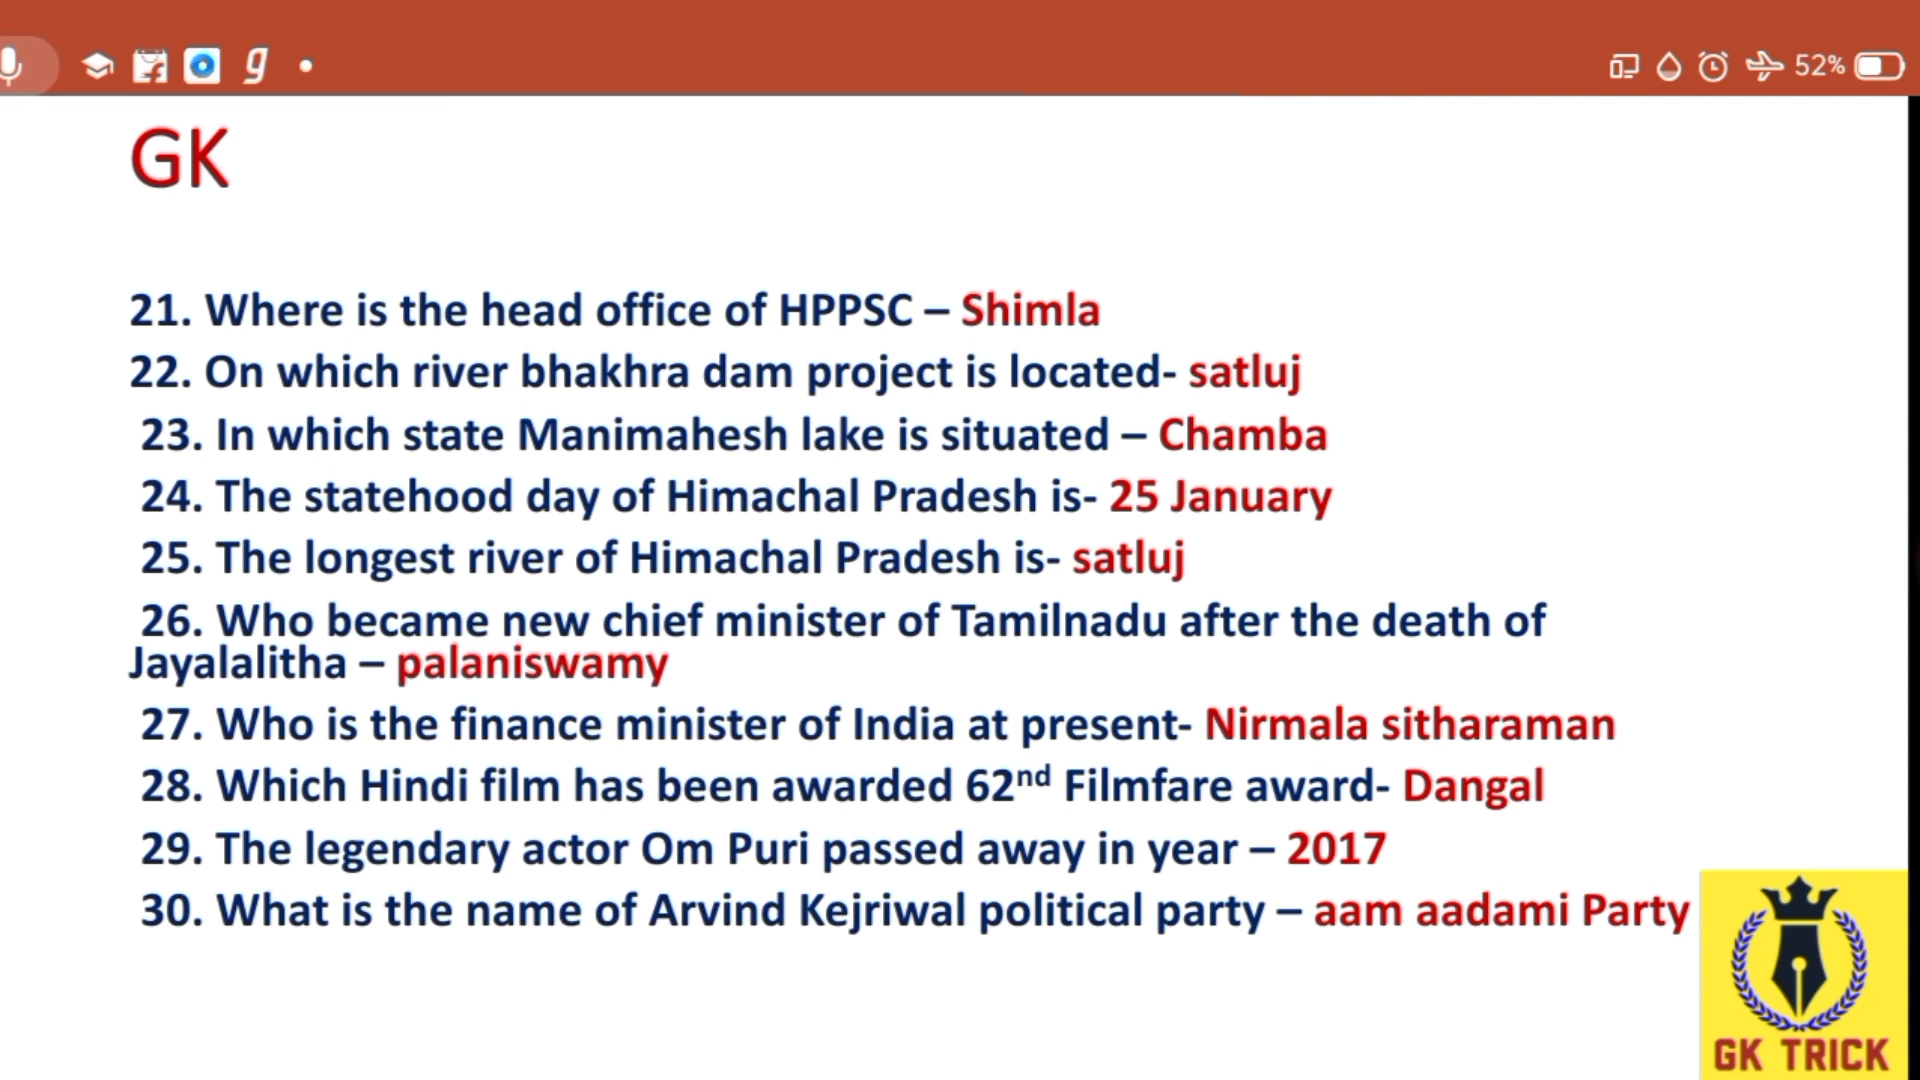 g
52%
GK
21. Where is the head office of HPPSC – Shimla
22. On which river bhakhra dam project is located- satluj
23. In which state Manimahesh lake is situated – Chamba
24. The statehood day of Himachal Pradesh is- 25 January
25. The longest river of Himachal Pradesh is- satluj
26. Who became new chief minister of Tamilnadu after the death of
Jayalalitha – palaniswamy
27. Who is the finance minister of India at present- Nirmala sitharaman
28. Which Hindi film has been awarded 62nd Filmfare award- Dangal
29. The legendary actor Om Puri passed away in year – 2017
30. What is the name of Arvind Kejriwal political party – aam aadami Party
GK TRICK